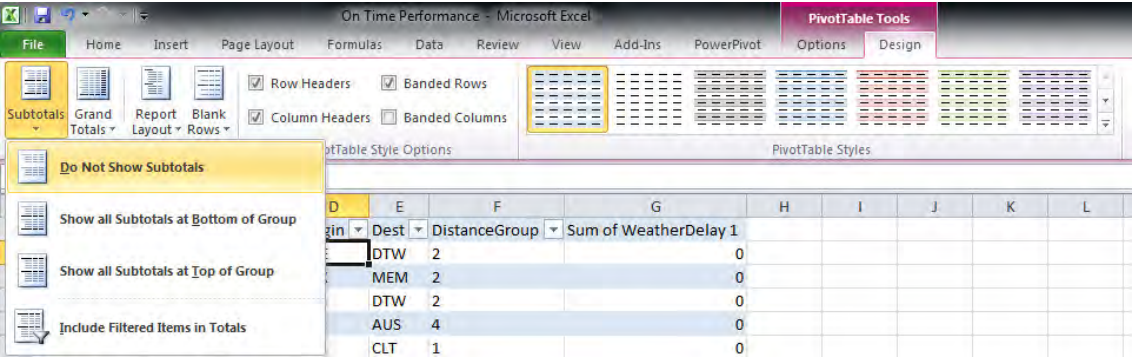 On Time Performance - Microsoft Excel
PivotTable Tools
File Home Insert Page Layout Formulas Data Review View Add-Ins PowerPivot Options Design
Subtotals
Grand Totals
Report Layout
Blank Rows
Row Headers
Banded Rows
Column Headers
Banded Columns
PivotTable Styles
Style Options
Do Not Show Subtotals
Show all Subtotals at Bottom of Group
Show all Subtotals at Top of Group
Include Filtered Items in Totals
D E F G H I J K L
gin Dest DistanceGroup Sum of WeatherDelay 1
DTW 2 0
MEM 2 0
DTW 2 0
AUS 4 0
CLT 1 0